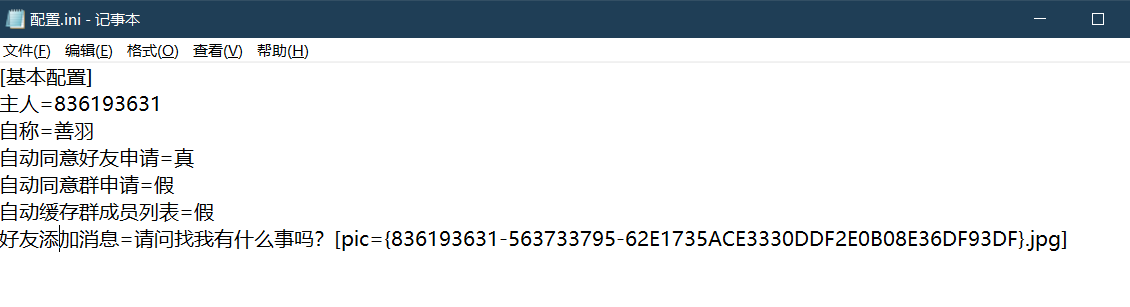 配置.ini - 记事本
文件(F) 编辑(E) 格式(O) 查看(V) 帮助(H)
[基本配置]
主人=836193631
自称=善羽
自动同意好友申请=真
自动同意群申请=假
自动缓存群成员列表=假
好友添加消息=请问找我有什么事吗？[pic={836193631-563733795-62E1735ACE3330DDF2E0B08E36DF93DF}.jpg]